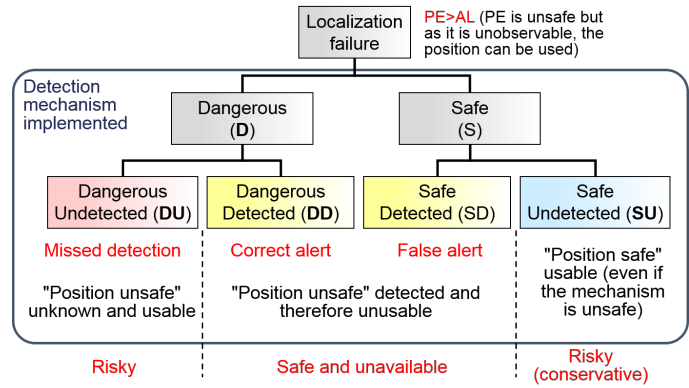 Localization
failure
PE>AL (PE is unsafe but
as it is unobservable, the
position can be used)
Detection
mechanism
implemented
Dangerous
(D)
Safe
(S)
Dangerous
Undetected (DU)
Dangerous
Detected (DD)
Safe
Detected (SD)
Safe
Undetected (SU)
Missed detection
Correct alert
False alert
"Position safe"
usable (even if
the mechanism
is unsafe)
"Position unsafe"
unknown and usable
"Position unsafe" detected and
therefore unusable
Risky
Safe and unavailable
Risky
(conservative)